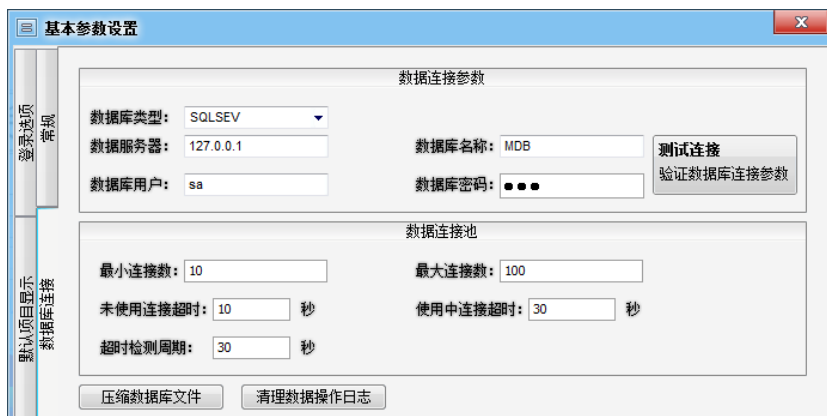 基本参数设置
x
登录选项
常规
默认项目显示
数据库连接
数据连接参数
数据库类型: SQLSEV
数据服务器: 127.0.0.1 数据库名称: MDB
数据库用户: sa 数据库密码: ●●●
测试连接
验证数据库连接参数
数据连接池
最小连接数: 10 最大连接数: 100
未使用连接超时: 10 秒 使用中连接超时: 30 秒
超时检测周期: 30 秒
压缩数据库文件 清理数据操作日志